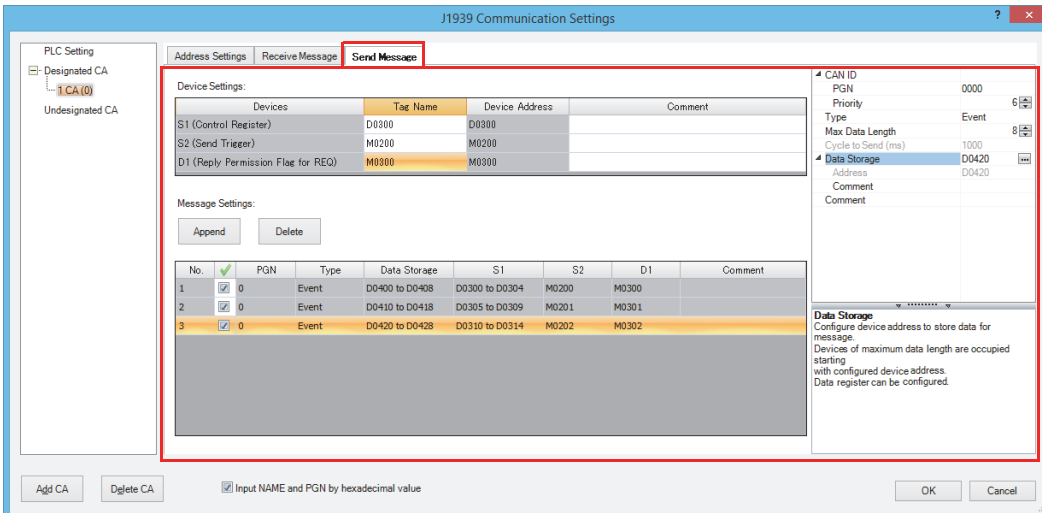 J1939 Communication Settings
?
PLC Setting
Designated CA
1 CA (0)
Undesignated CA
Address Settings Receive Message Send Message
Device Settings:
Devices Tag Name Device Address Comment
S1 (Control Register) D0300 D0300
S2 (Send Trigger) M0200 M0200
D1 (Reply Permission Flag for REQ) M0300 M0300
Message Settings:
Append Delete
No. PGN Type Data Storage S1 S2 D1 Comment
1 0 Event D0400 to D0408 D0300 to D0304 M0200 M0300
2 0 Event D0410 to D0418 D0305 to D0309 M0201 M0301
3 0 Event D0420 to D0428 D0310 to D0314 M0202 M0302
CAN ID
PGN 0000
Priority 6
Type Event
Max Data Length 8
Cycle to Send (ms) 1000
Data Storage D0420 ...
Address D0420
Comment
Comment
Data Storage
Configure device address to store data for
message.
Devices of maximum data length are occupied
starting
with configured device address.
Data register can be configured.
Add CA Delete CA Input NAME and PGN by hexadecimal value OK Cancel